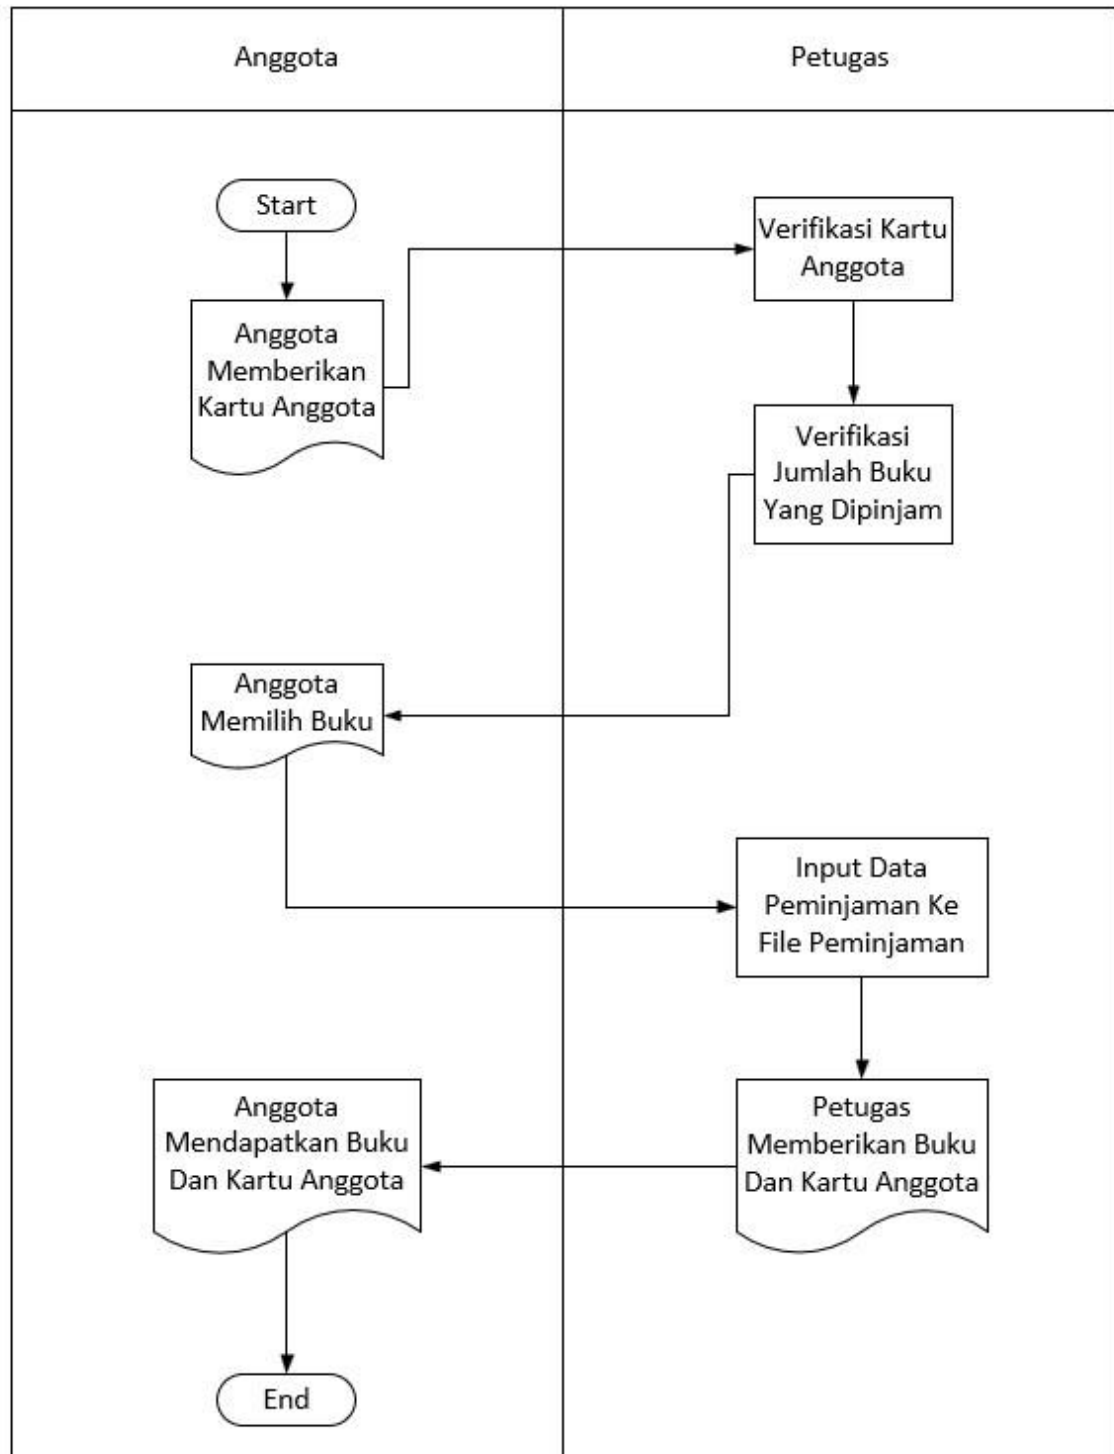 Anggota
Petugas
Start
Verifikasi Kartu
Anggota
Anggota
Memberikan
Kartu Anggota
Verifikasi
Jumlah Buku
Yang Dipinjam
Anggota
Memilih Buku
Input Data
Peminjaman Ke
File Peminjaman
Petugas
Memberikan Buku
Dan Kartu Anggota
Anggota
Mendapatkan Buku
Dan Kartu Anggota
End